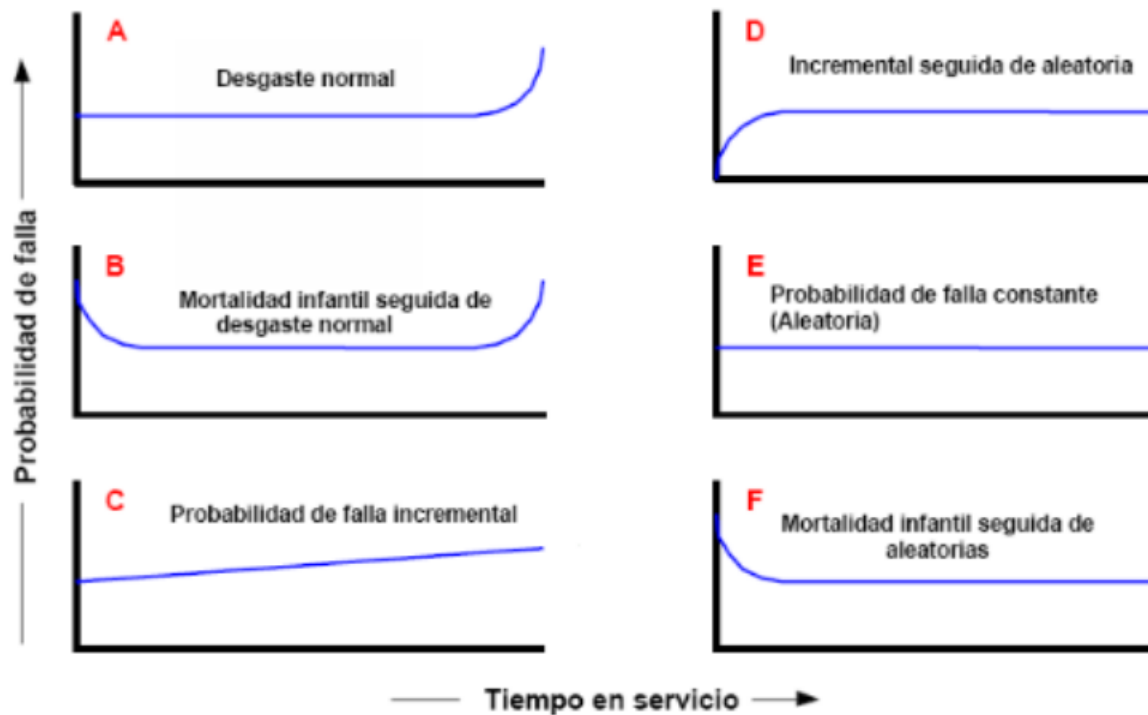 Probabilidad de falla
A
Desgaste normal
B
Mortalidad infantil seguida de
desgaste normal
C
Probabilidad de falla incremental
D
Incremental seguida de aleatoria
E
Probabilidad de falla constante
(Aleatoria)
F
Mortalidad infantil seguida de
aleatorias
Tiempo en servicio